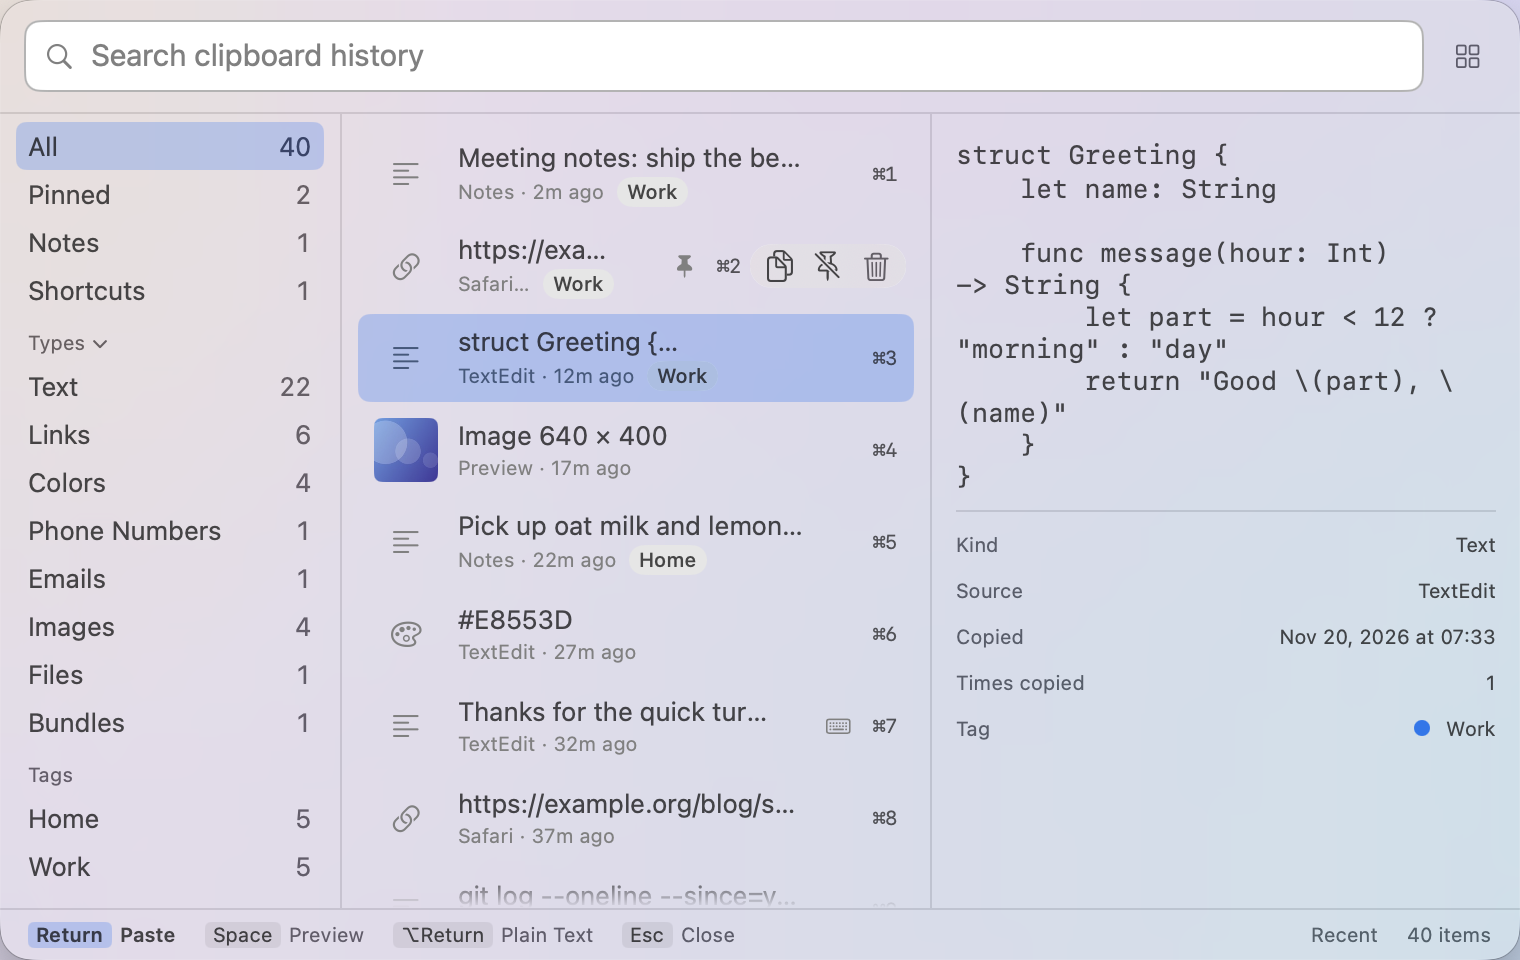 Search clipboard history
All 40
Pinned 2
Notes 1
Shortcuts 1
Types
Text 22
Links 6
Colors 4
Phone Numbers 1
Emails 1
Images 4
Files 1
Bundles 1
Tags
Home 5
Work 5
Meeting notes: ship the be...
Notes · 2m ago Work
⌘1
https://exa...
Safari... Work
⌘2
struct Greeting {...
TextEdit · 12m ago Work
⌘3
Image 640 × 400
Preview · 17m ago
⌘4
Pick up oat milk and lemon...
Notes · 22m ago Home
⌘5
#E8553D
TextEdit · 27m ago
⌘6
Thanks for the quick tur...
TextEdit · 32m ago
⌘7
https://example.org/blog/s...
Safari · 37m ago
⌘8
git log --oneline --since=v...
struct Greeting {
    let name: String
    func message(hour: Int)
-> String {
        let part = hour < 12 ?
"morning" : "day"
        return "Good \(part), \
(name)"
    }
}
Kind Text
Source TextEdit
Copied Nov 20, 2026 at 07:33
Times copied 1
Tag Work
Return Paste Space Preview ⌥Return Plain Text Esc Close
Recent 40 items